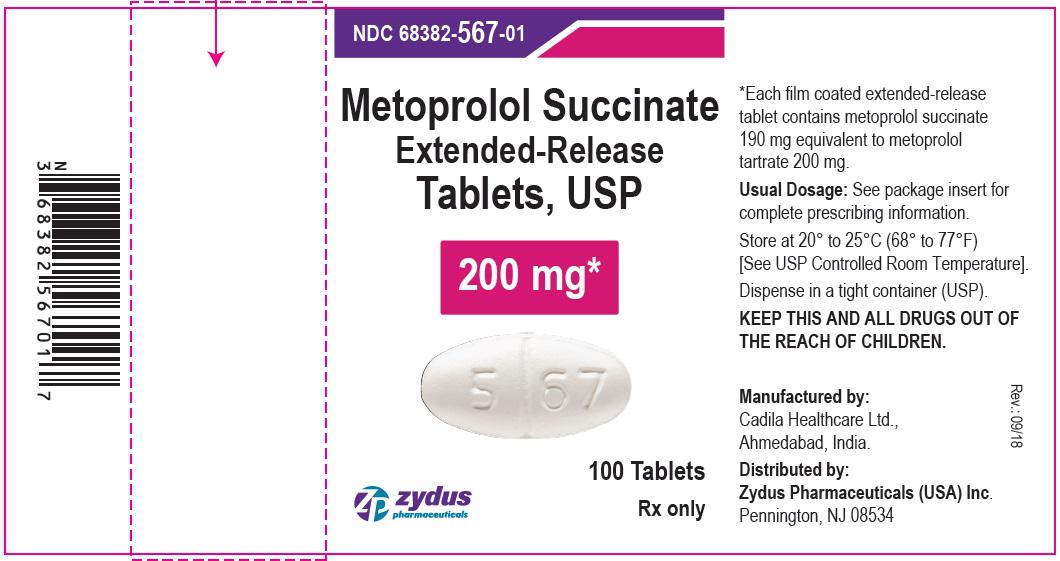 NDC 68382-567-01
Metoprolol Succinate
Extended-Release
Tablets, USP
200 mg*
5 67
100 Tablets
Rx only
zydus
pharmaceuticals
*Each film coated extended-release
tablet contains metoprolol succinate
190 mg equivalent to metoprolol
tartrate 200 mg.
Usual Dosage: See package insert for
complete prescribing information.
Store at 20° to 25°C (68° to 77°F)
[See USP Controlled Room Temperature].
Dispense in a tight container (USP).
KEEP THIS AND ALL DRUGS OUT OF
THE REACH OF CHILDREN.
Manufactured by:
Cadila Healthcare Ltd.,
Ahmedabad, India.
Distributed by:
Zydus Pharmaceuticals (USA) Inc.
Pennington, NJ 08534
Rev.: 09/18
N
3 68382 56701 7